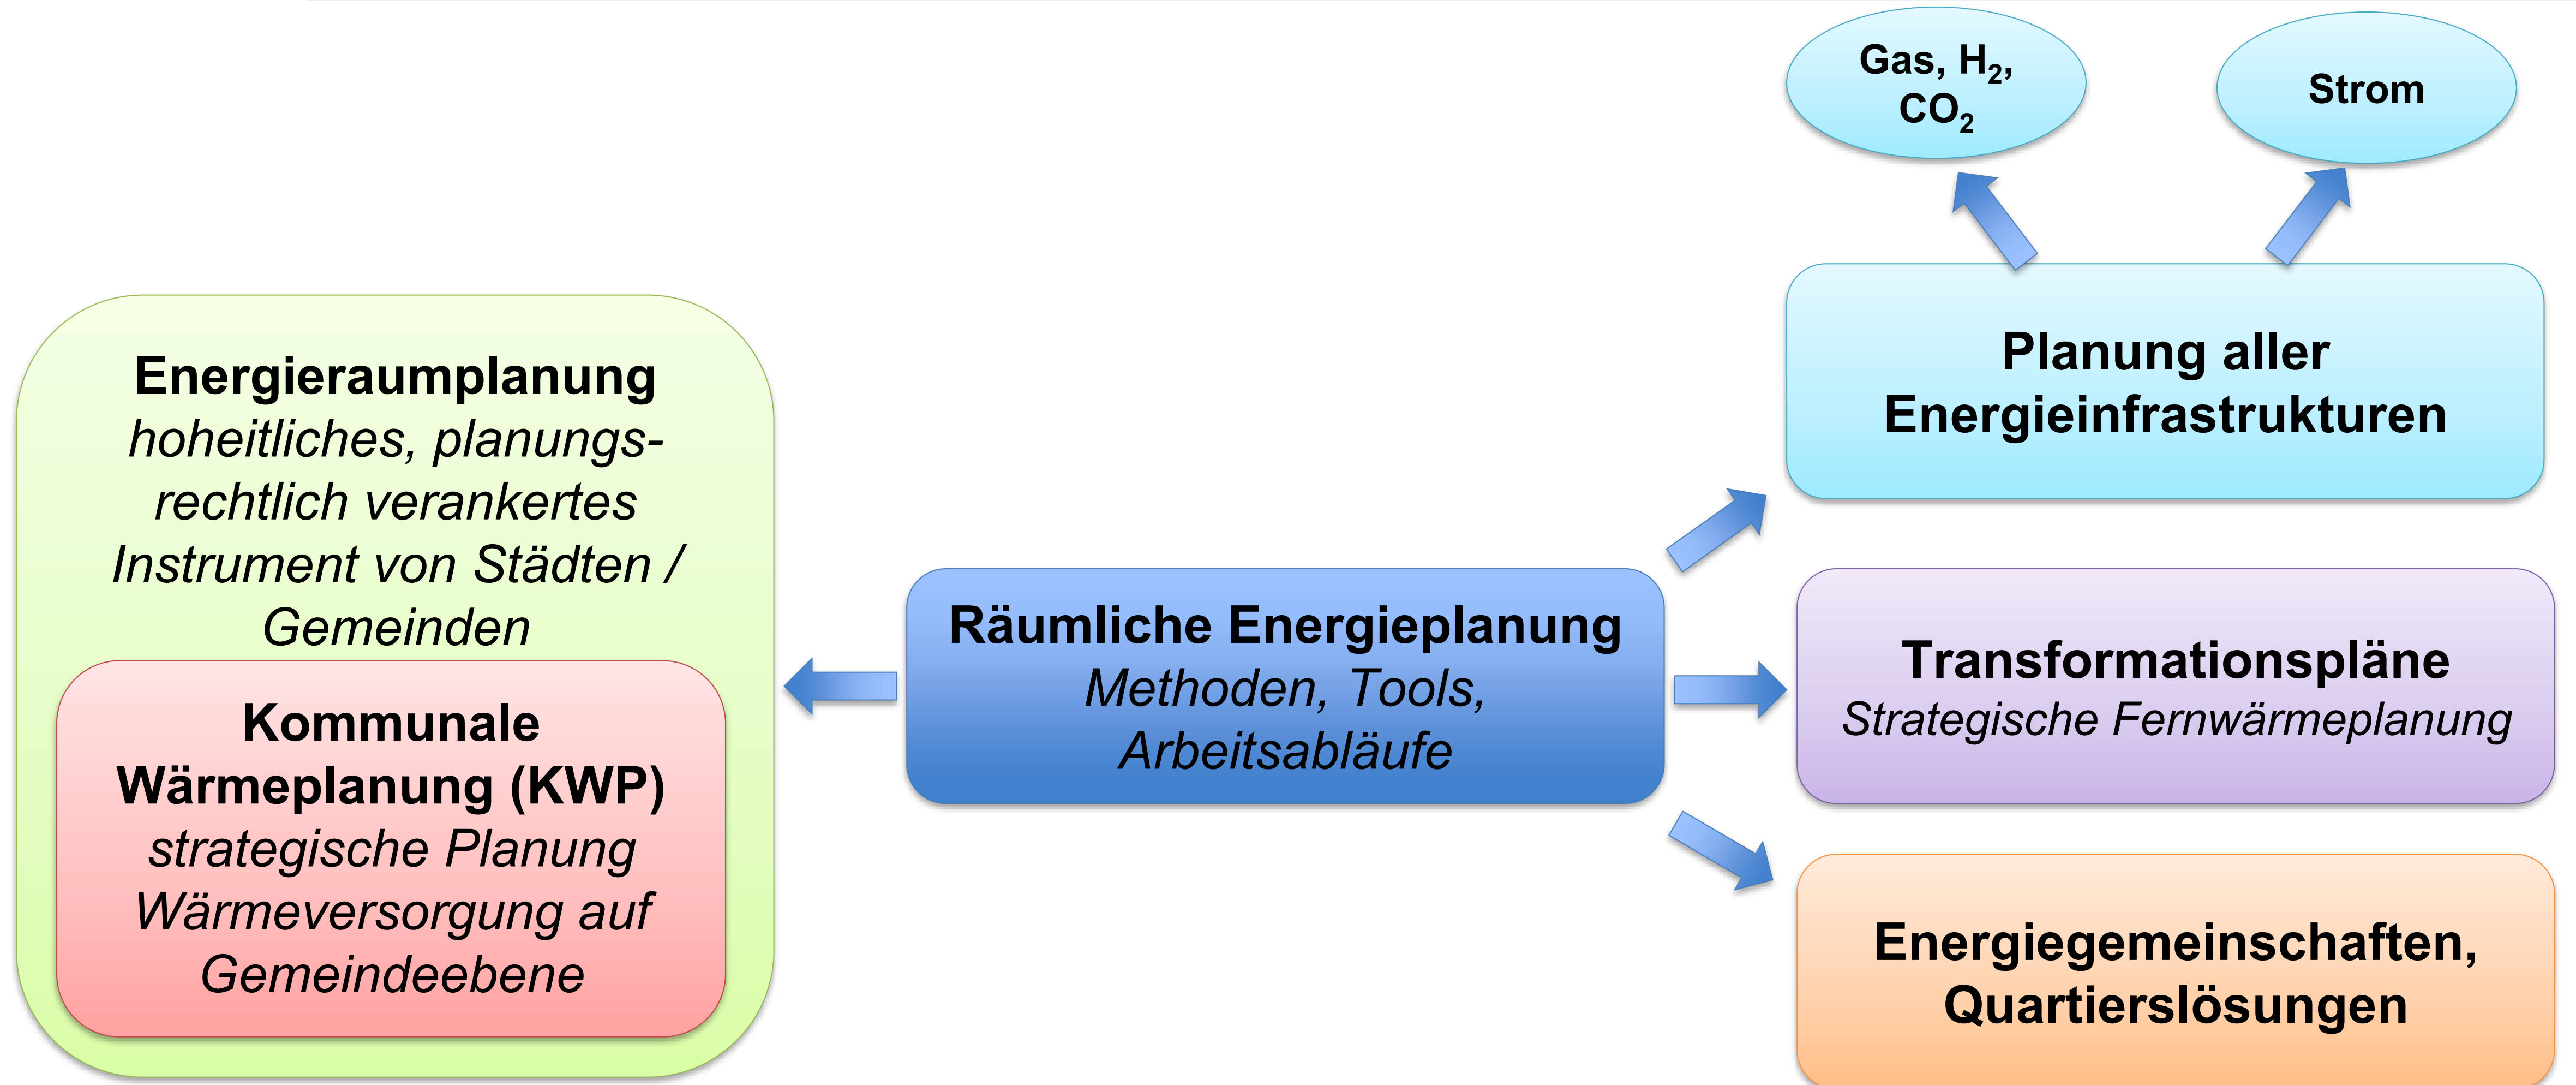 Gas, H₂,
CO₂
Strom
Planung aller
Energieinfrastrukturen
Energieraumplanung
hoheitliches, planungs-
rechtlich verankertes
Instrument von Städten /
Gemeinden
Kommunale
Wärmeplanung (KWP)
strategische Planung
Wärmeversorgung auf
Gemeindeebene
Räumliche Energieplanung
Methoden, Tools,
Arbeitsabläufe
Transformationspläne
Strategische Fernwärmeplanung
Energiegemeinschaften,
Quartierslösungen